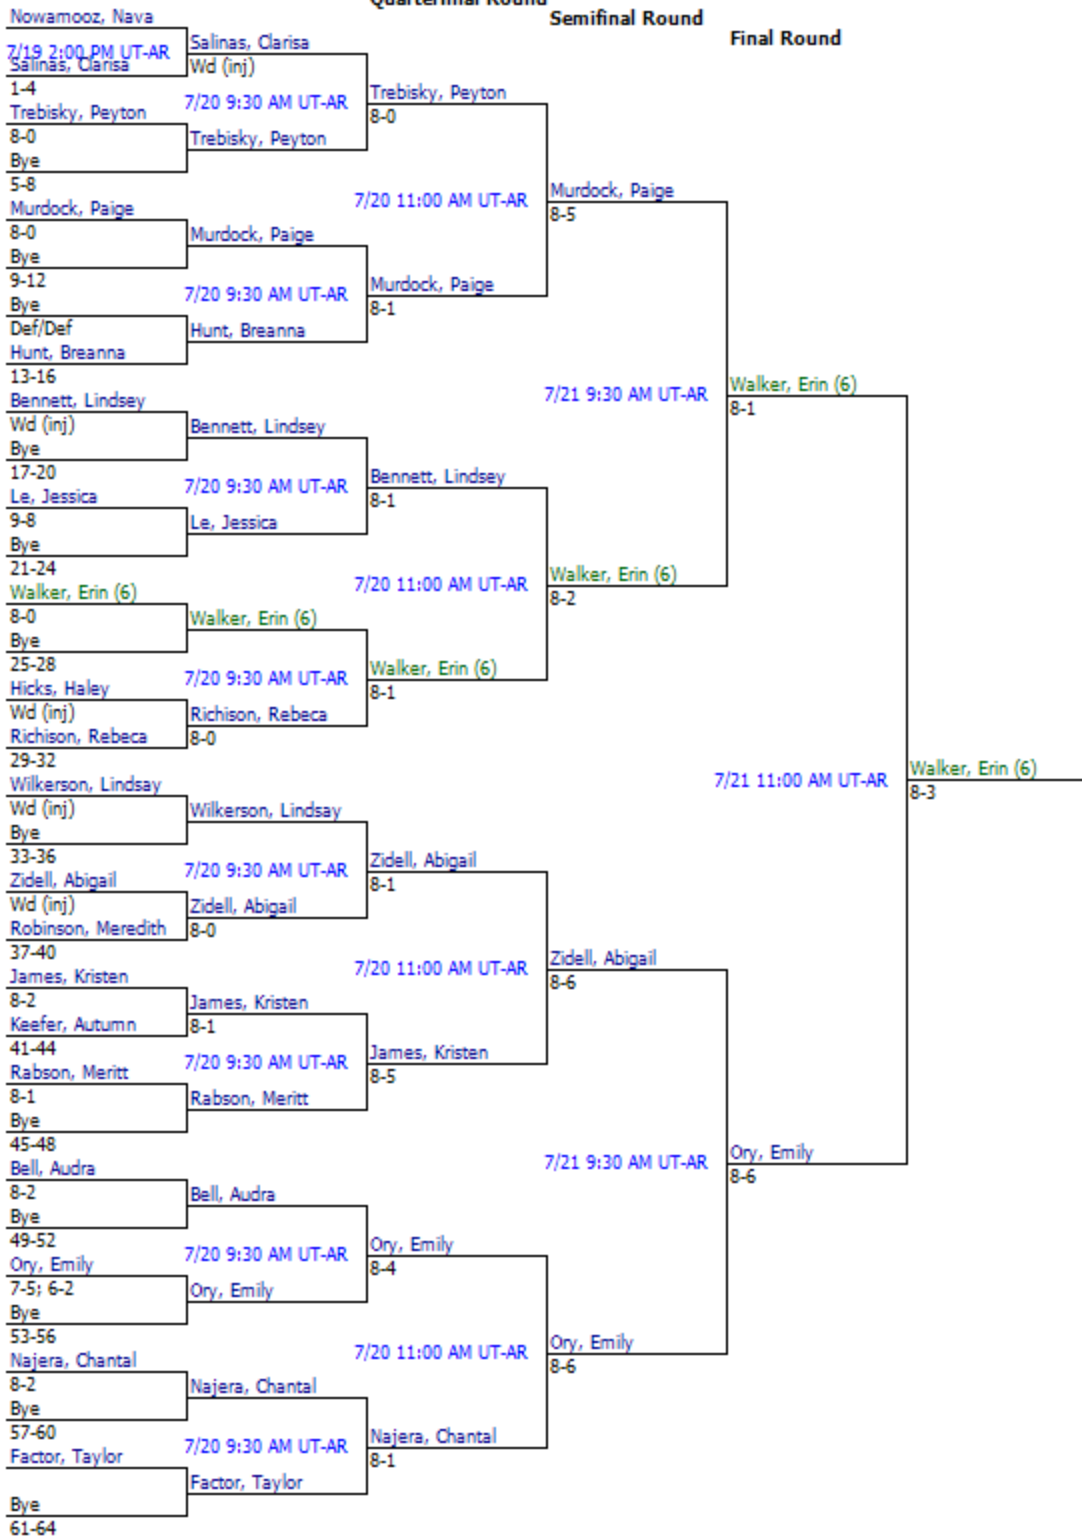 Quarterfinal Round
Semifinal Round
Final Round
Nowamooz, Nava
7/19 2:00 PM UT-AR
Salinas, Clarisa
1-4
Trebisky, Peyton
8-0
Bye
5-8
Murdock, Paige
8-0
Bye
9-12
Bye
Def/Def
Hunt, Breanna
13-16
Bennett, Lindsey
Wd (inj)
Bye
17-20
Le, Jessica
9-8
Bye
21-24
Walker, Erin (6)
8-0
Bye
25-28
Hicks, Haley
Wd (inj)
Richison, Rebeca
29-32
Wilkerson, Lindsay
Wd (inj)
Bye
33-36
Zidell, Abigail
Wd (inj)
Robinson, Meredith
37-40
James, Kristen
8-2
Keefer, Autumn
41-44
Rabson, Meritt
8-1
Bye
45-48
Bell, Audra
8-2
Bye
49-52
Ory, Emily
7-5; 6-2
Bye
53-56
Najera, Chantal
8-2
Bye
57-60
Factor, Taylor
Bye
61-64
Salinas, Clarisa
Wd (inj)
7/20 9:30 AM UT-AR
Trebisky, Peyton
Murdock, Paige
7/20 9:30 AM UT-AR
Hunt, Breanna
Bennett, Lindsey
7/20 9:30 AM UT-AR
Le, Jessica
Walker, Erin (6)
7/20 9:30 AM UT-AR
Richison, Rebeca
8-0
Wilkerson, Lindsay
7/20 9:30 AM UT-AR
Zidell, Abigail
8-0
James, Kristen
8-1
7/20 9:30 AM UT-AR
Rabson, Meritt
Bell, Audra
7/20 9:30 AM UT-AR
Ory, Emily
Najera, Chantal
7/20 9:30 AM UT-AR
Factor, Taylor
Trebisky, Peyton
8-0
7/20 11:00 AM UT-AR
Murdock, Paige
8-1
Bennett, Lindsey
8-1
7/20 11:00 AM UT-AR
Walker, Erin (6)
8-1
Zidell, Abigail
8-1
7/20 11:00 AM UT-AR
James, Kristen
8-5
Ory, Emily
8-4
7/20 11:00 AM UT-AR
Najera, Chantal
8-1
Murdock, Paige
8-5
7/21 9:30 AM UT-AR
Walker, Erin (6)
8-2
Zidell, Abigail
8-6
7/21 9:30 AM UT-AR
Ory, Emily
8-6
Walker, Erin (6)
8-1
7/21 11:00 AM UT-AR
Ory, Emily
8-6
Walker, Erin (6)
8-3